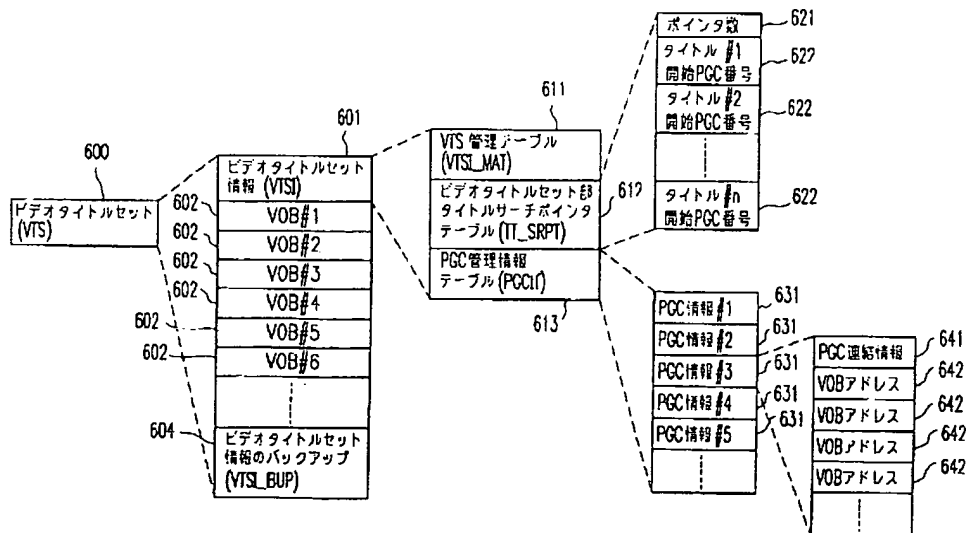 600
ビデオタイトルセット
(VTS)
601
ビデオタイトルセット
情報 (VTSI)
602
VOB#1
602
VOB#2
602
VOB#3
602
VOB#4
602
VOB#5
602
VOB#6
604
ビデオタイトルセット
情報のバックアップ
(VTSI_BUP)
611
VTS 管理テーブル
(VTSI_MAT)
ビデオタイトルセット部
タイトルサーチポインタ
テーブル(TT_SRPT)
612
PGC管理情報
テーブル(PGCIT)
613
ポインタ数
621
タイトル #1
開始PGC番号
622
タイトル #2
開始PGC番号
622
タイトル #n
開始PGC番号
622
PGC情報 #1
631
PGC情報 #2
631
PGC情報 #3
631
PGC情報 #4
631
PGC情報 #5
631
PGC連結情報
641
VOBアドレス
642
VOBアドレス
642
VOBアドレス
642
VOBアドレス
642